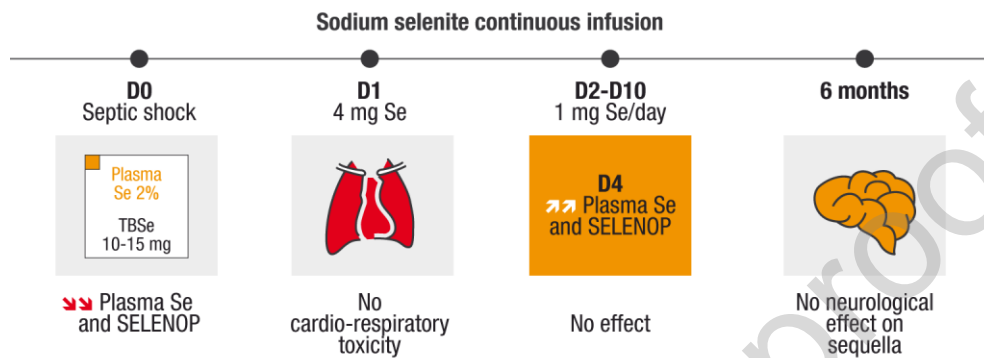 Sodium selenite continuous infusion
D0
Septic shock
D1
4 mg Se
D2-D10
1 mg Se/day
6 months
Plasma
Se 2%
TBSe
10-15 mg
D4
↗↗ Plasma Se
and SELENOP
↘↘ Plasma Se
and SELENOP
No
cardio-respiratory
toxicity
No effect
No neurological
effect on
sequella
proof